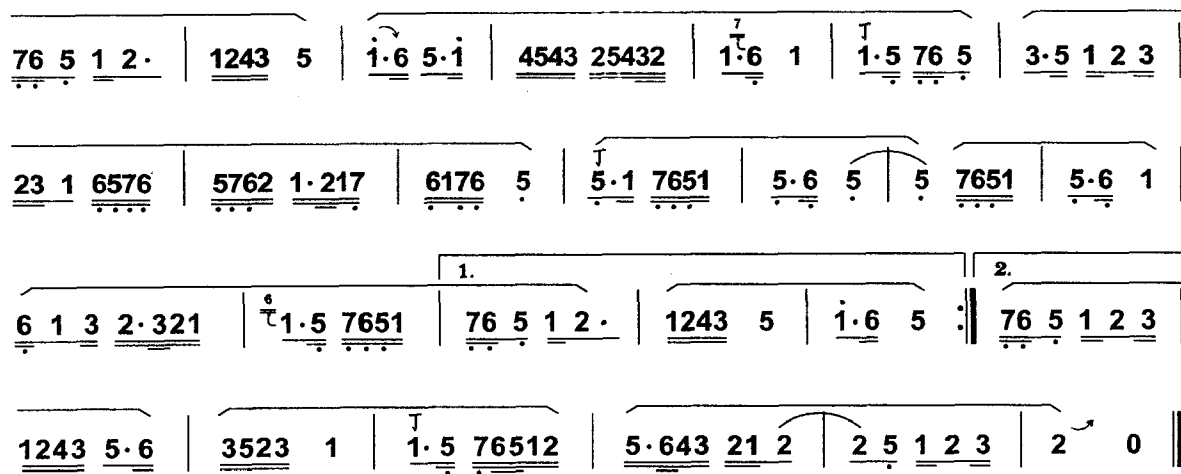 76 5 1 2· | 1243 5 | i·6 5·i | 4543 25432 | 7 1·6 1 | 1·5 76 5 | 3·5 1 2 3
23 1 6576 | 5762 1·217 | 6176 5 | 5·1 7651 | 5·6 5 | 5 7651 | 5·6 1 |
1. 2.
6 1 3 2·321 | 6 1·5 7651 | 76 5 1 2· | 1243 5 | i·6 5 :‖ 76 5 1 2 3 |
1243 5·6 | 3523 1 | 1·5 76512 | 5·643 21 2 | 2 5 1 2 3 | 2 0 ‖